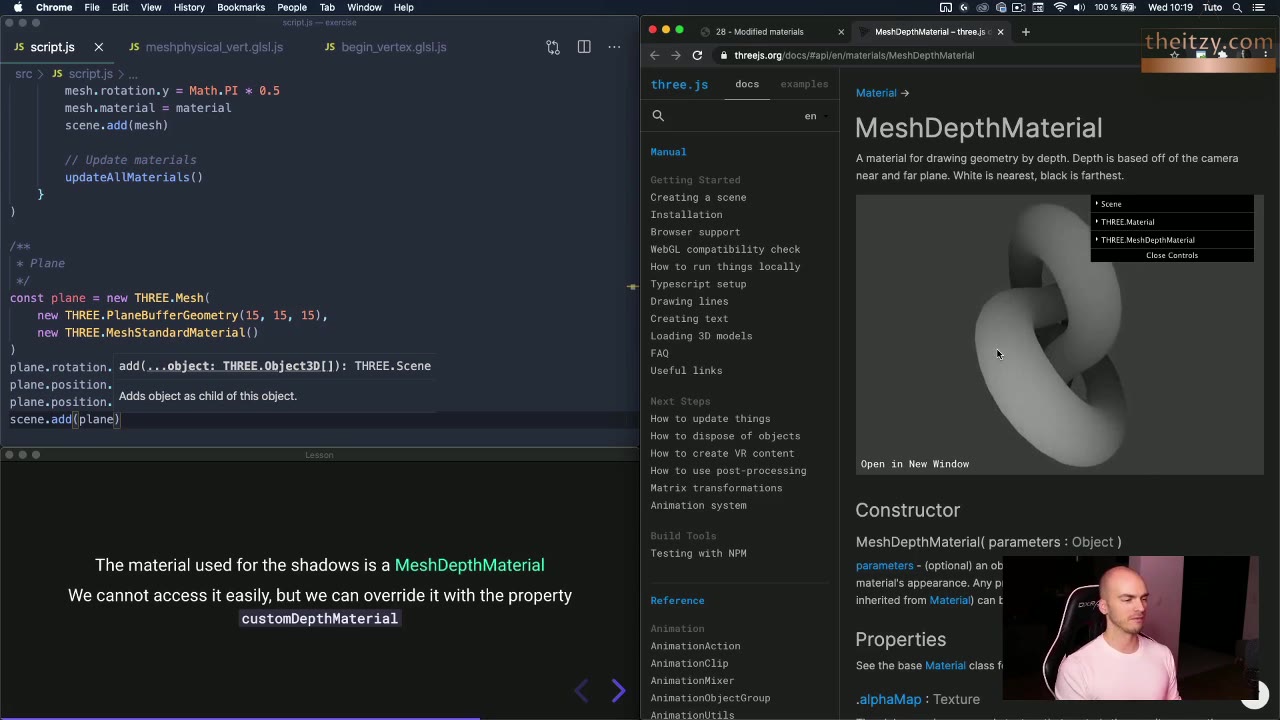 Chrome File Edit View History Bookmarks People Tab Window Help
100 % Wed 10:19 Tuto
script.js — exercise
JS script.js
JS meshphysical_vert.glsl.js
JS begin_vertex.glsl.js
src > JS script.js > ...
mesh.rotation.y = Math.PI * 0.5
mesh.material = material
scene.add(mesh)
// Update materials
updateAllMaterials()
}
)
/**
* Plane
*/
const plane = new THREE.Mesh(
new THREE.PlaneBufferGeometry(15, 15, 15),
new THREE.MeshStandardMaterial()
)
plane.rotation.
add(...object: THREE.Object3D[]): THREE.Scene
plane.position.
Adds object as child of this object.
plane.position.
scene.add(plane)
Lesson
The material used for the shadows is a MeshDepthMaterial
We cannot access it easily, but we can override it with the property
customDepthMaterial
28 - Modified materials
MeshDepthMaterial – three.js d
threejs.org/docs/#api/en/materials/MeshDepthMaterial
theitzy.com
three.js docs examples
en
Manual
Getting Started
Creating a scene
Installation
Browser support
WebGL compatibility check
How to run things locally
Typescript setup
Drawing lines
Creating text
Loading 3D models
FAQ
Useful links
Next Steps
How to update things
How to dispose of objects
How to create VR content
How to use post-processing
Matrix transformations
Animation system
Build Tools
Testing with NPM
Reference
Animation
AnimationAction
AnimationClip
AnimationMixer
AnimationObjectGroup
AnimationUtils
Material →
MeshDepthMaterial
A material for drawing geometry by depth. Depth is based off of the camera
near and far plane. White is nearest, black is farthest.
Scene
THREE.Material
THREE.MeshDepthMaterial
Close Controls
Open in New Window
Constructor
MeshDepthMaterial( parameters : Object )
parameters - (optional) an ob
material's appearance. Any pr
inherited from Material) can b
Properties
See the base Material class fo
.alphaMap : Texture